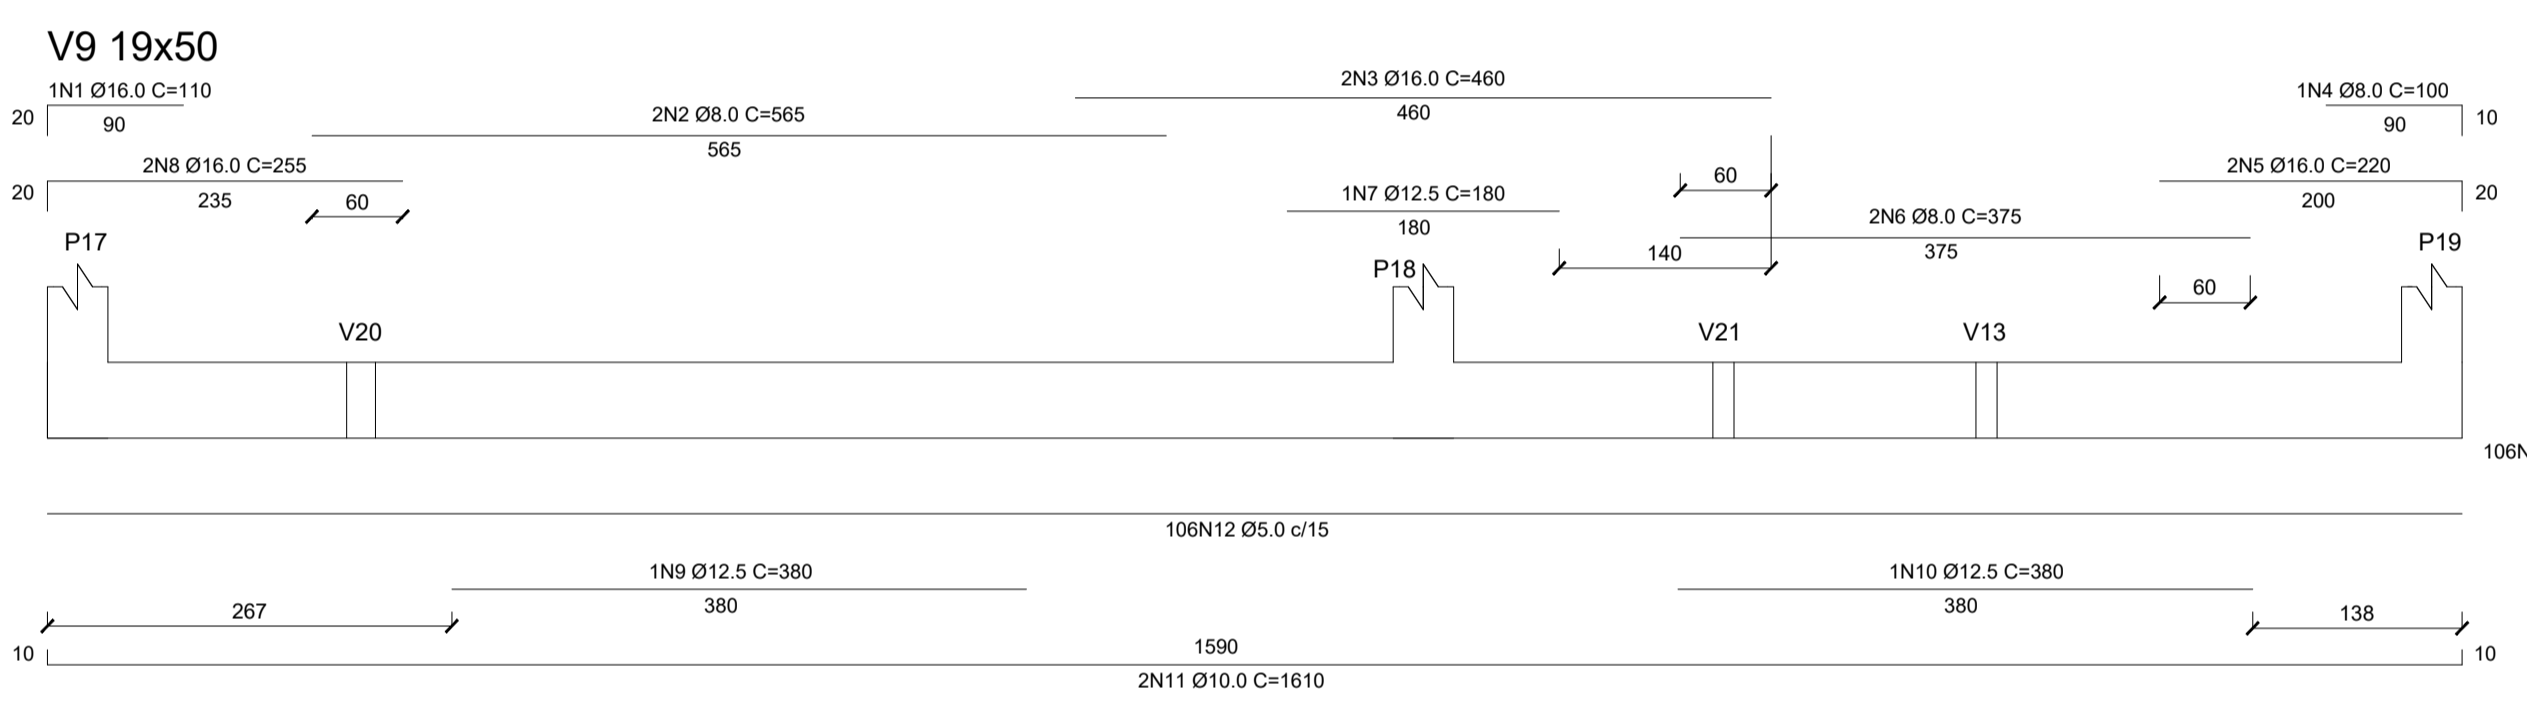 V9 19x50
1N1 Ø16.0 C=110
20
90
2N2 Ø8.0 C=565
565
2N3 Ø16.0 C=460
460
1N4 Ø8.0 C=100
90
10
2N8 Ø16.0 C=255
20
235
60
1N7 Ø12.5 C=180
180
60
140
2N6 Ø8.0 C=375
375
2N5 Ø16.0 C=220
200
20
60
P17
P18
P19
V20
V21
V13
106N
106N12 Ø5.0 c/15
1N9 Ø12.5 C=380
380
1N10 Ø12.5 C=380
380
267
138
10
1590
10
2N11 Ø10.0 C=1610